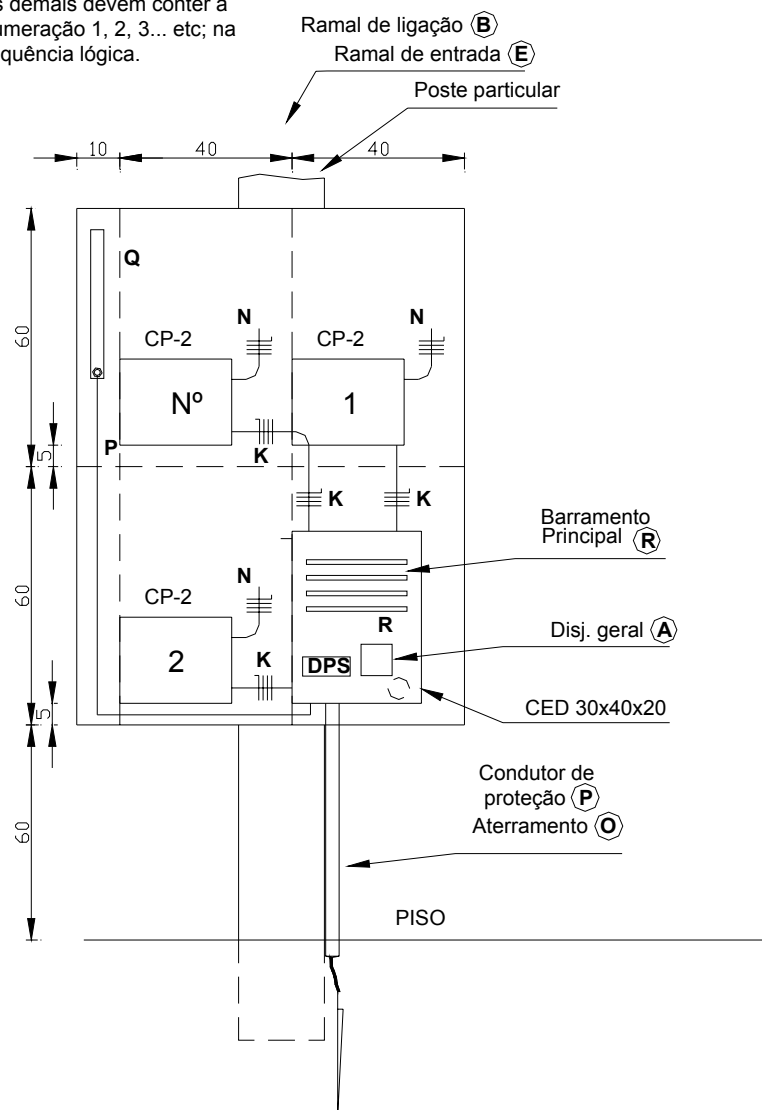 s demais devem conter a
umeração 1, 2, 3... etc; na
quência lógica.
Ramal de ligação B
Ramal de entrada E
Poste particular
10
40
40
Q
60
N
N
CP-2
CP-2
Nº
1
P
K
5
K
K
Barramento
Principal R
60
N
CP-2
R
Disj. geral A
2
K
DPS
CED 30x40x20
5
Condutor de
proteção P
Aterramento O
60
PISO